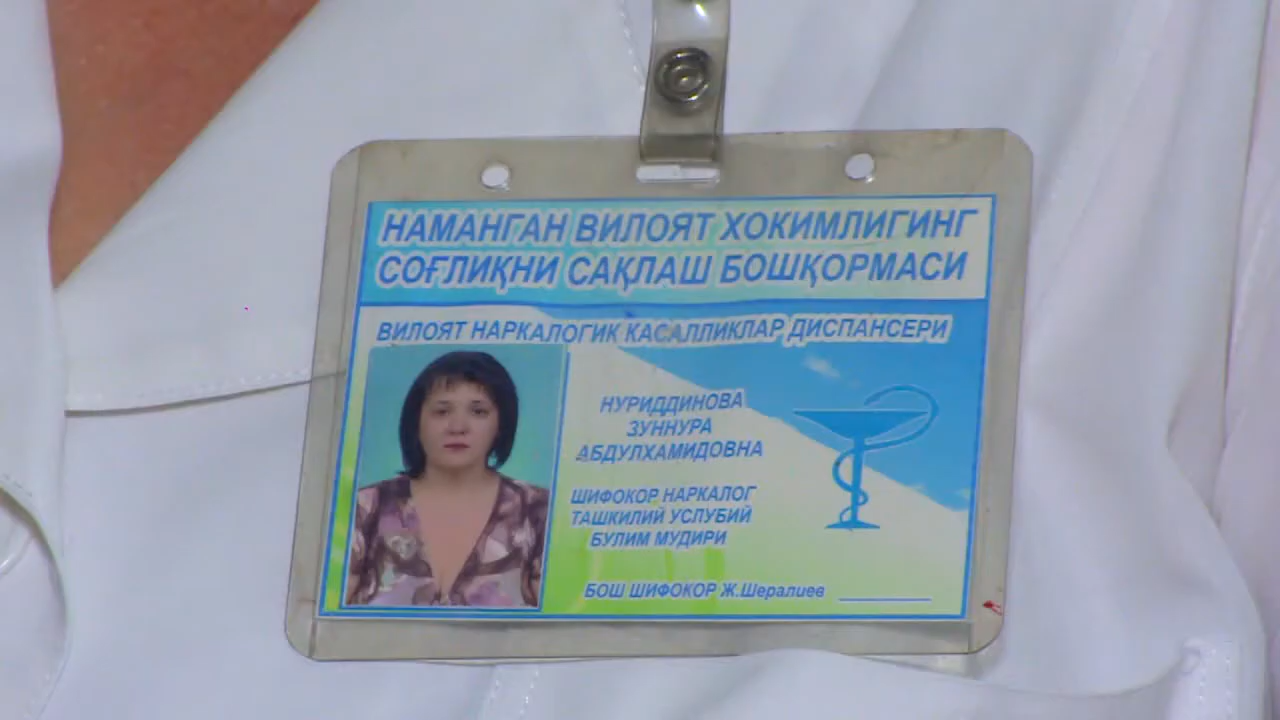 НАМАНГАН ВИЛОЯТ ХОКИМЛИГИНГ
СОҒЛИҚНИ САҚЛАШ БОШҚОРМАСИ
ВИЛОЯТ НАРКАЛОГИК КАСАЛЛИКЛАР ДИСПАНСЕРИ
НУРИДДИНОВА
ЗУННУРА
АБДУЛХАМИДОВНА
ШИФОКОР НАРКАЛОГ
ТАШКИЛИЙ УСЛУБИЙ
БУЛИМ МУДИРИ
БОШ ШИФОКОР Ж.Шералиев